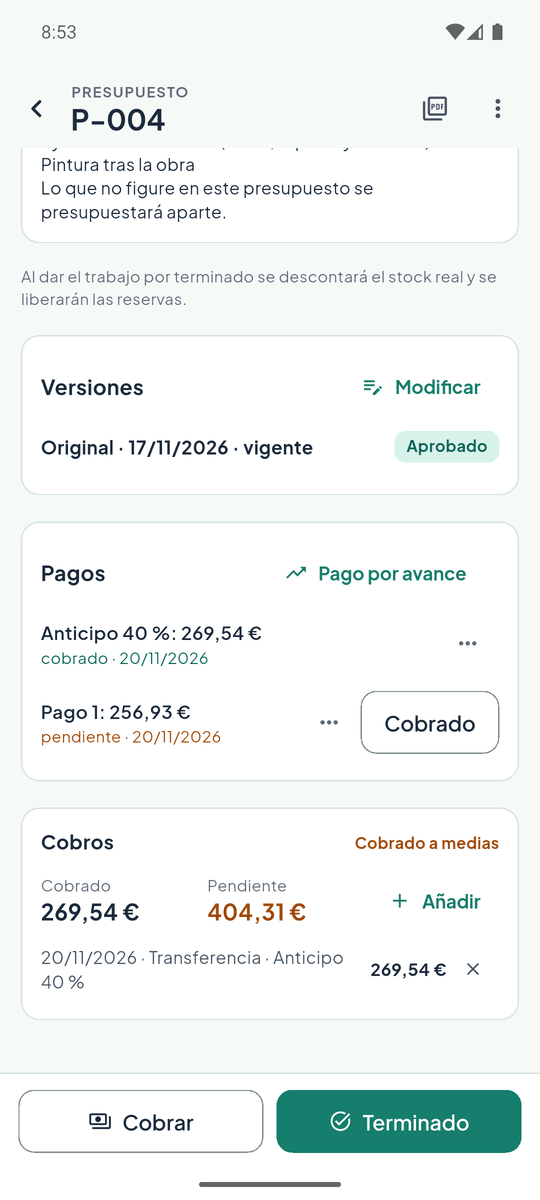 8:53
PRESUPUESTO
P-004
PDF
Pintura tras la obra
Lo que no figure en este presupuesto se
presupuestará aparte.
Al dar el trabajo por terminado se descontará el stock real y se
liberarán las reservas.
Versiones
Modificar
Original · 17/11/2026 · vigente
Aprobado
Pagos
Pago por avance
Anticipo 40 %: 269,54 €
cobrado · 20/11/2026
Pago 1: 256,93 €
pendiente · 20/11/2026
Cobrado
Cobros
Cobrado a medias
Cobrado
Pendiente
269,54 €
404,31 €
+ Añadir
20/11/2026 · Transferencia · Anticipo
40 %
269,54 €
Cobrar
Terminado